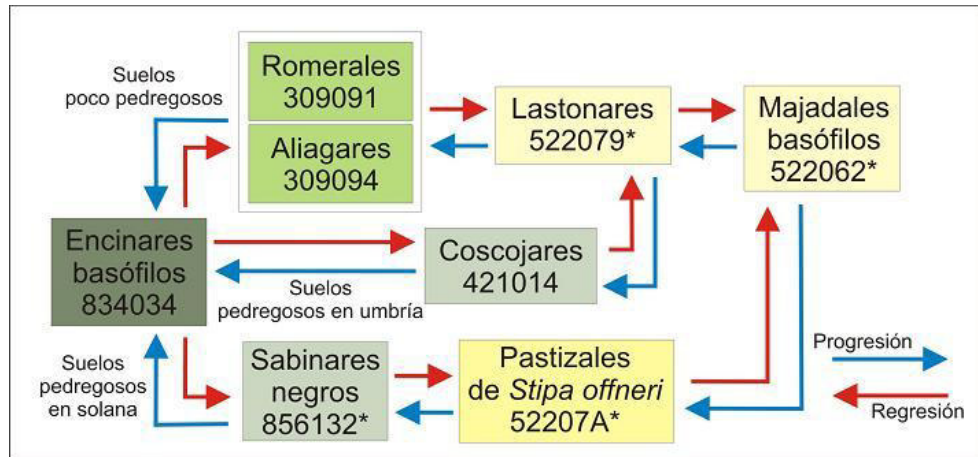 Suelos
poco pedregosos
Romerales
309091
Aliagares
309094
Lastonares
522079*
Majadales
basófilos
522062*
Encinares
basófilos
834034
Coscojares
421014
Suelos
pedregosos en umbría
Suelos
pedregosos
en solana
Sabinares
negros
856132*
Pastizales
de Stipa offneri
52207A*
Progresión
Regresión